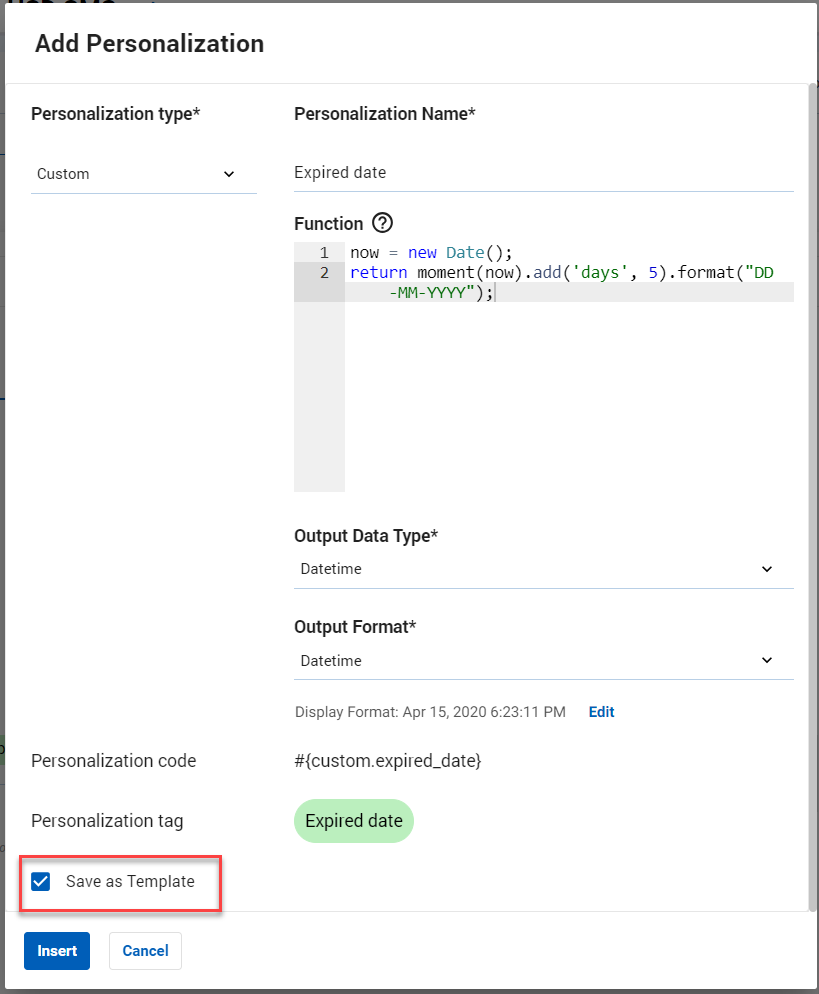 Add Personalization
Personalization type*
Personalization Name*
Custom
Expired date
Function ?
1 now = new Date();
2 return moment(now).add('days', 5).format("DD
-MM-YYYY");
Output Data Type*
Datetime
Output Format*
Datetime
Display Format: Apr 15, 2020 6:23:11 PM Edit
Personalization code #{custom.expired_date}
Personalization tag Expired date
Save as Template
Insert Cancel